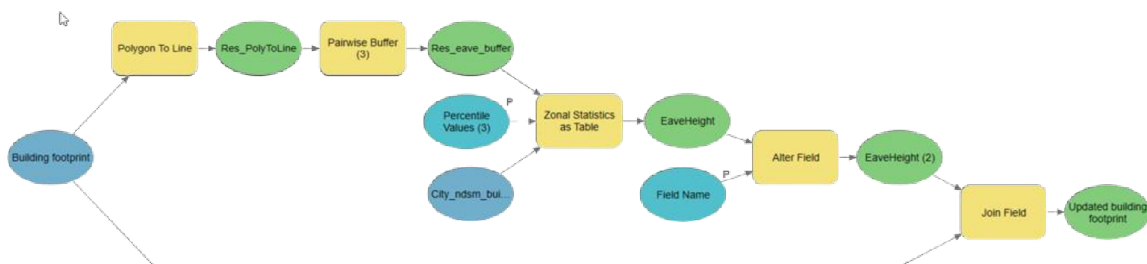 Polygon To Line
Res_PolyToLine
Pairwise Buffer
(3)
Res_eave_buffer
P
Percentile
Values (3)
Zonal Statistics
as Table
EaveHeight
Building footprint
Alter Field
EaveHeight (2)
P
City_ndsm_bui...
Field Name
Join Field
Updated building
footprint